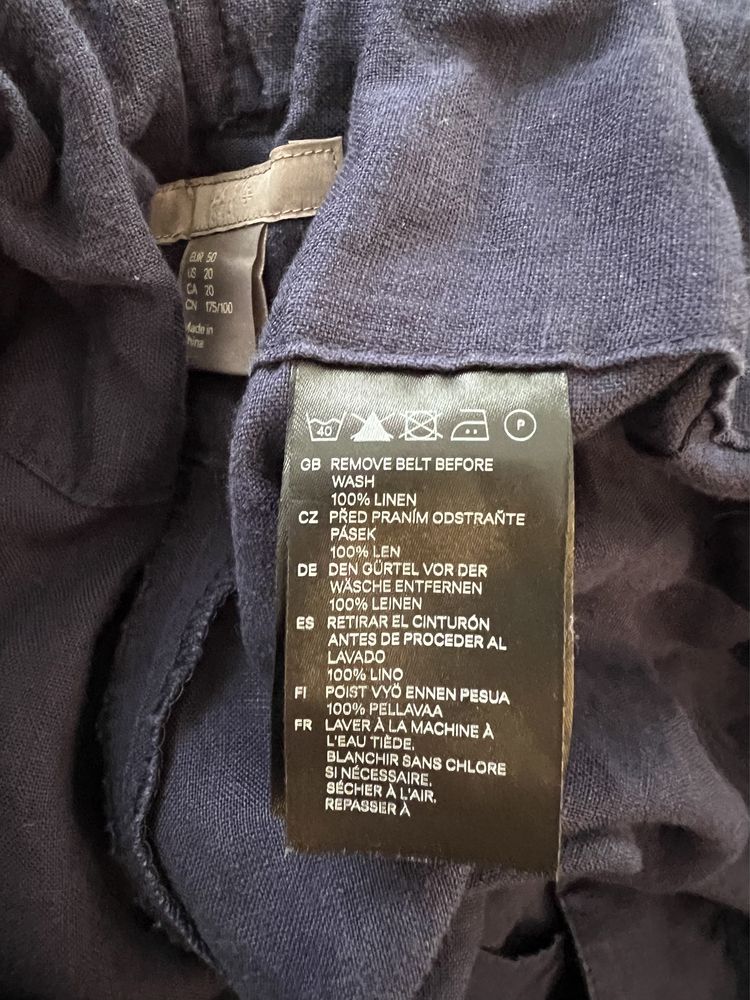 EUR 50
US 20
CA 20
CN 175/100
Made in
China
40
P
GB REMOVE BELT BEFORE
WASH
100% LINEN
CZ PŘED PRANÍM ODSTRAŇTE
PÁSEK
100% LEN
DE DEN GÜRTEL VOR DER
WÄSCHE ENTFERNEN
100% LEINEN
ES RETIRAR EL CINTURÓN
ANTES DE PROCEDER AL
LAVADO
100% LINO
FI POIST VYÖ ENNEN PESUA
100% PELLAVAA
FR LAVER À LA MACHINE À
L'EAU TIÈDE,
BLANCHIR SANS CHLORE
SI NÉCESSAIRE,
SÉCHER À L'AIR,
REPASSER À